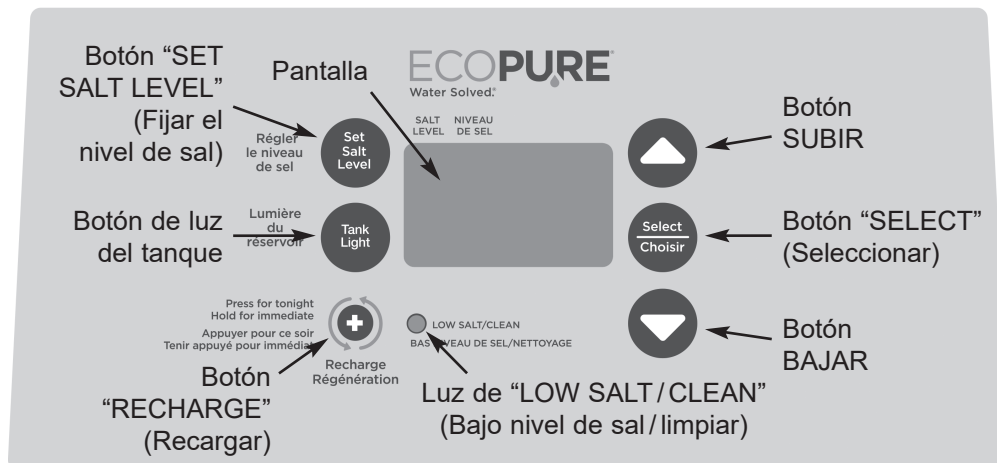 Botón “SET
SALT LEVEL”
(Fijar el
nivel de sal)
Pantalla
ECOPURE
Water Solved.®
SALT
LEVEL
NIVEAU
DE SEL
Régler
le niveau
de sel
Set
Salt
Level
Botón
SUBIR
Botón de luz
del tanque
Lumière
du
réservoir
Tank
Light
Select
Choisir
Botón “SELECT”
(Seleccionar)
Press for tonight
Hold for immediate
Appuyer pour ce soir
Tenir appuyé pour immédiat
Recharge
Régénération
LOW SALT/CLEAN
BAS NIVEAU DE SEL/NETTOYAGE
Botón
BAJAR
Botón
“RECHARGE”
(Recargar)
Luz de “LOW SALT / CLEAN”
(Bajo nivel de sal / limpiar)